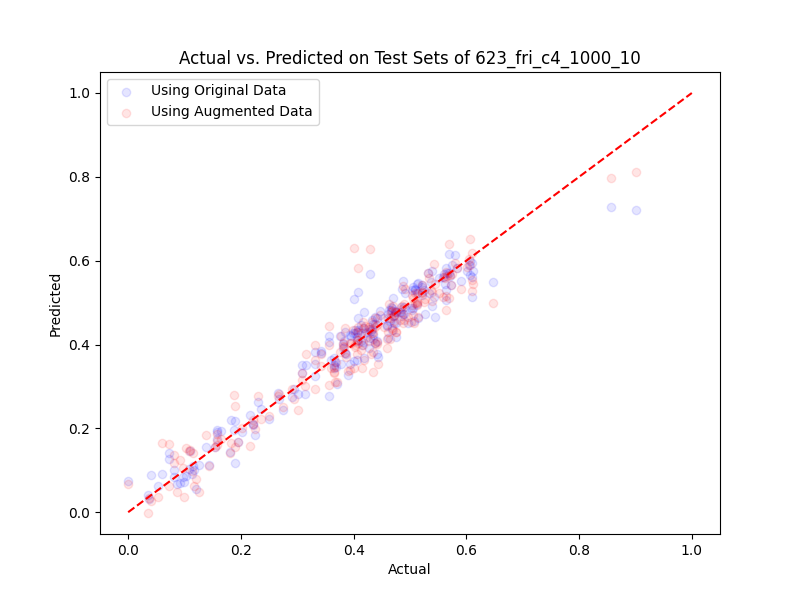 Actual vs. Predicted on Test Sets of 623_fri_c4_1000_10
Using Original Data
Using Augmented Data
1.0
0.8
0.6
0.4
0.2
0.0
Predicted
0.0 0.2 0.4 0.6 0.8 1.0
Actual